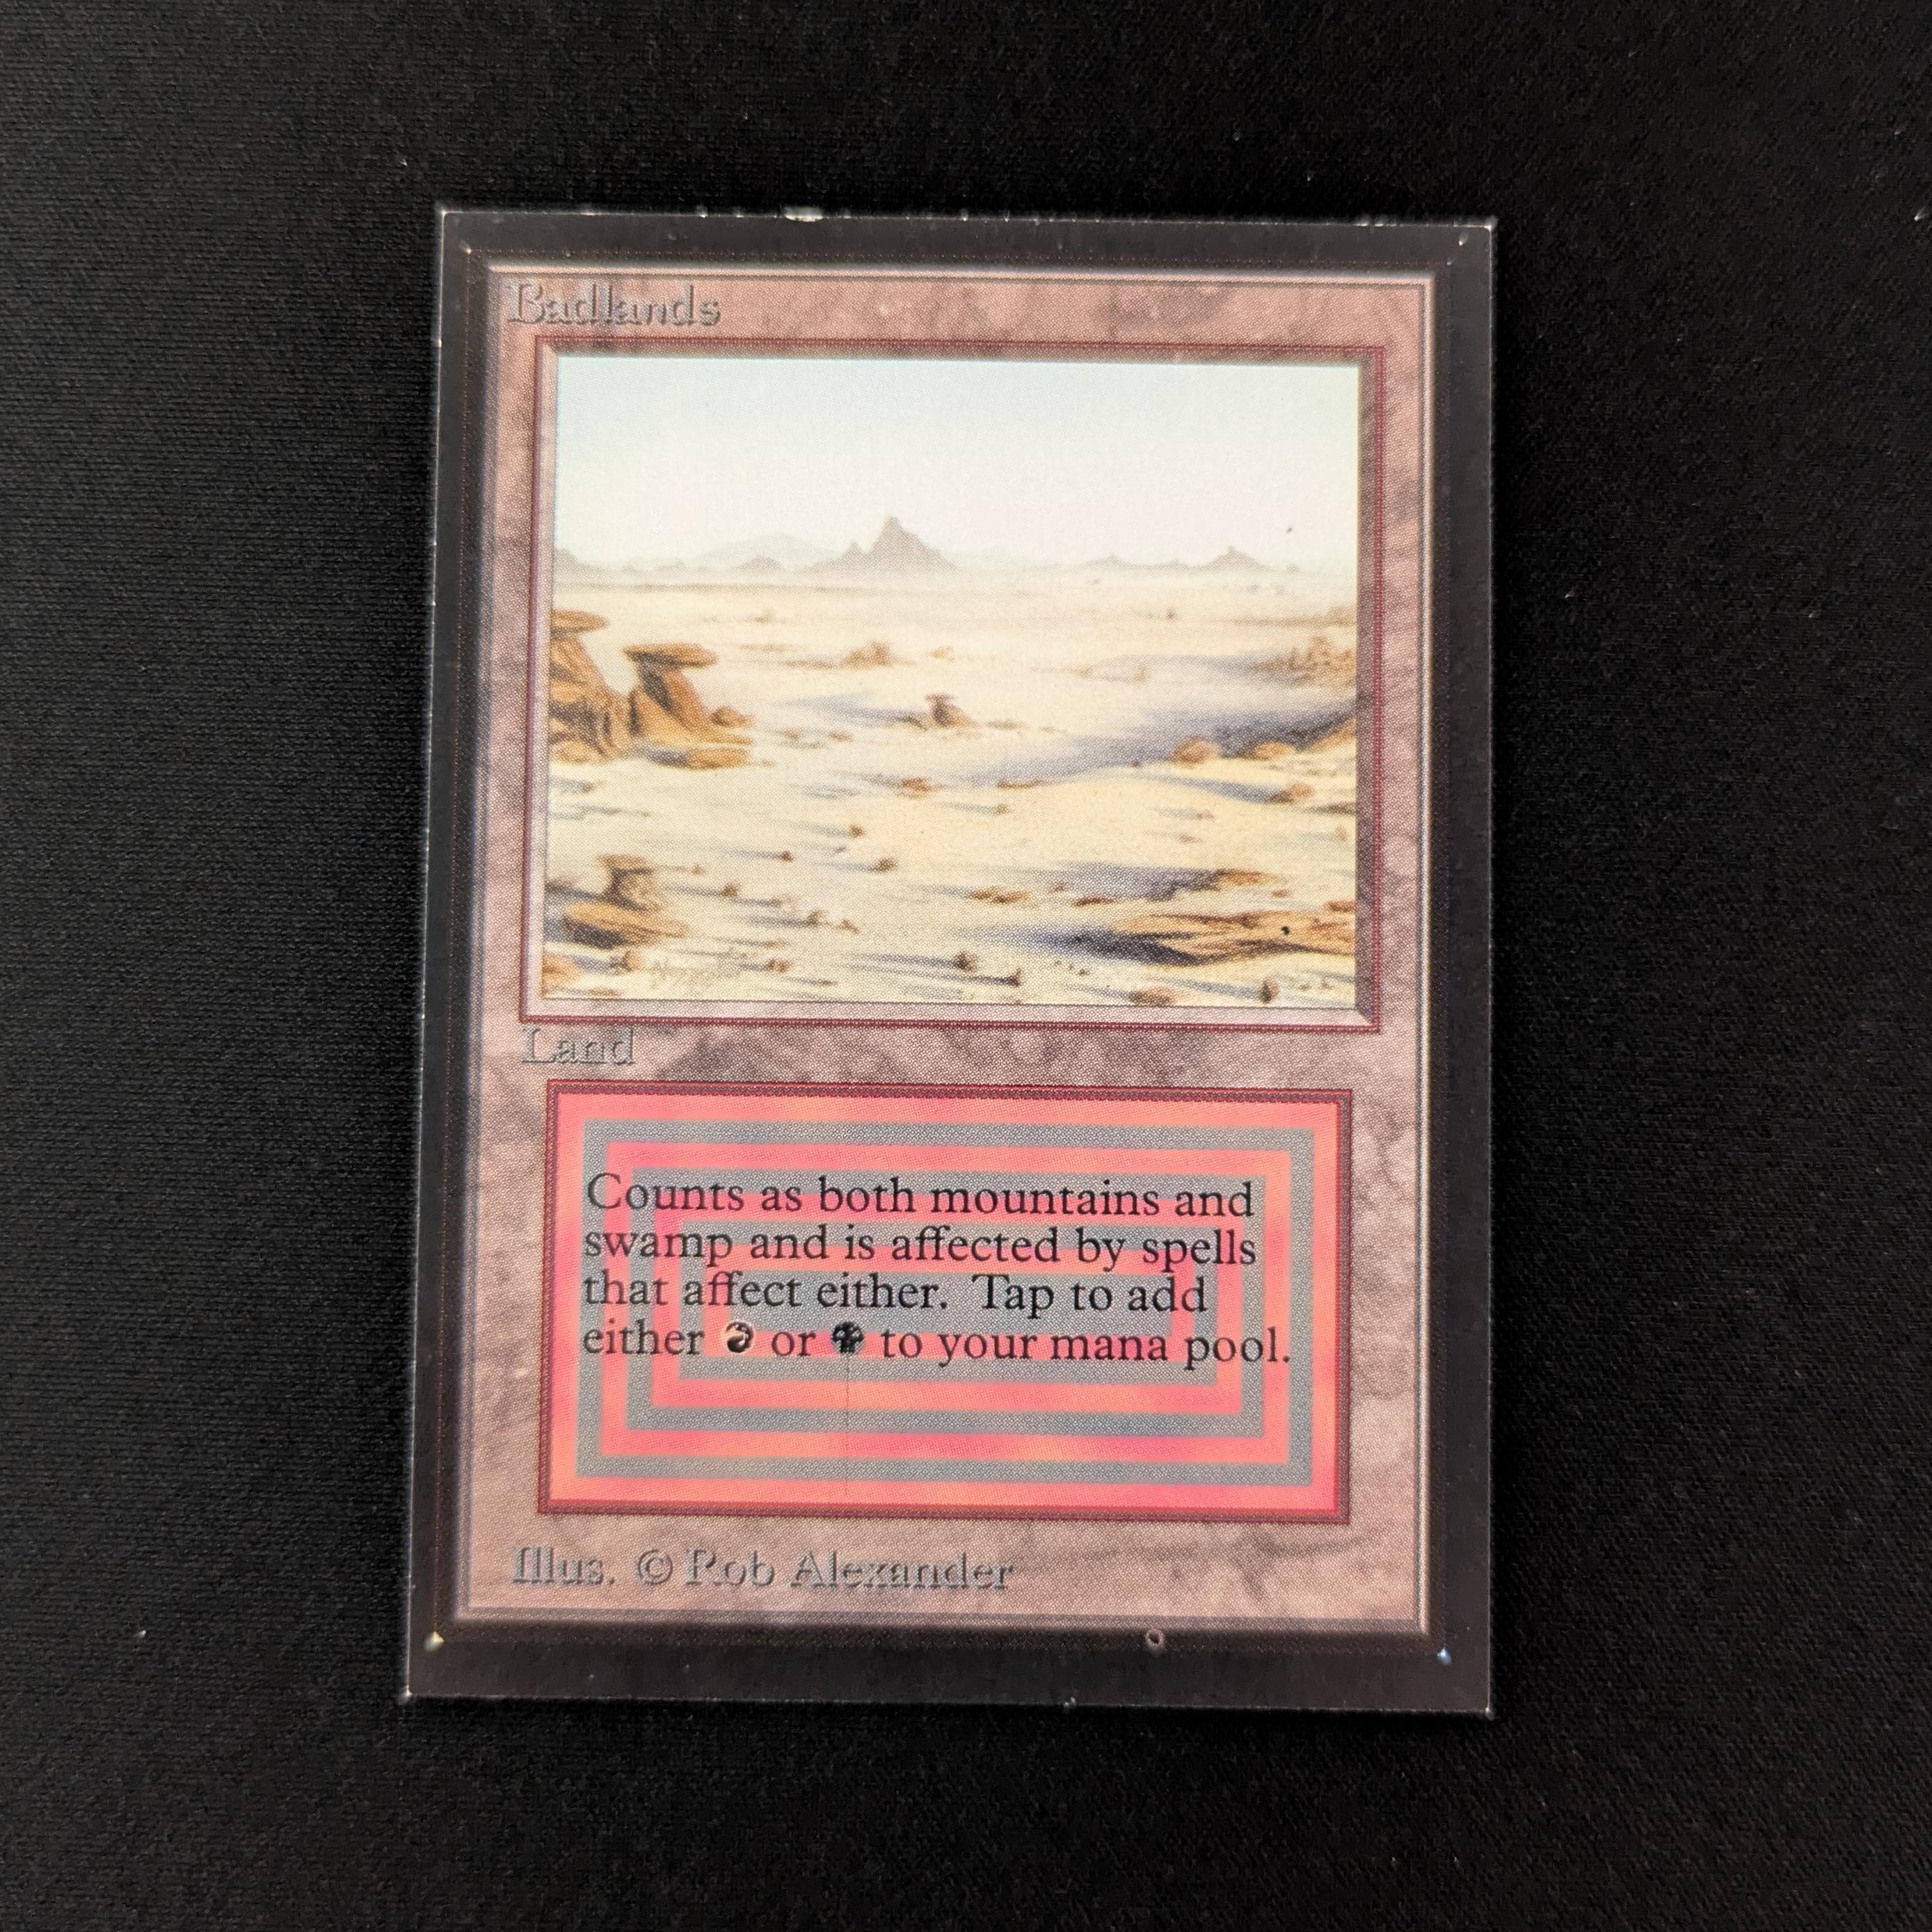 Badlands
Land
Counts as both mountains and
swamp and is affected by spells
that affect either. Tap to add
either or to your mana pool.
Illus. © Rob Alexander